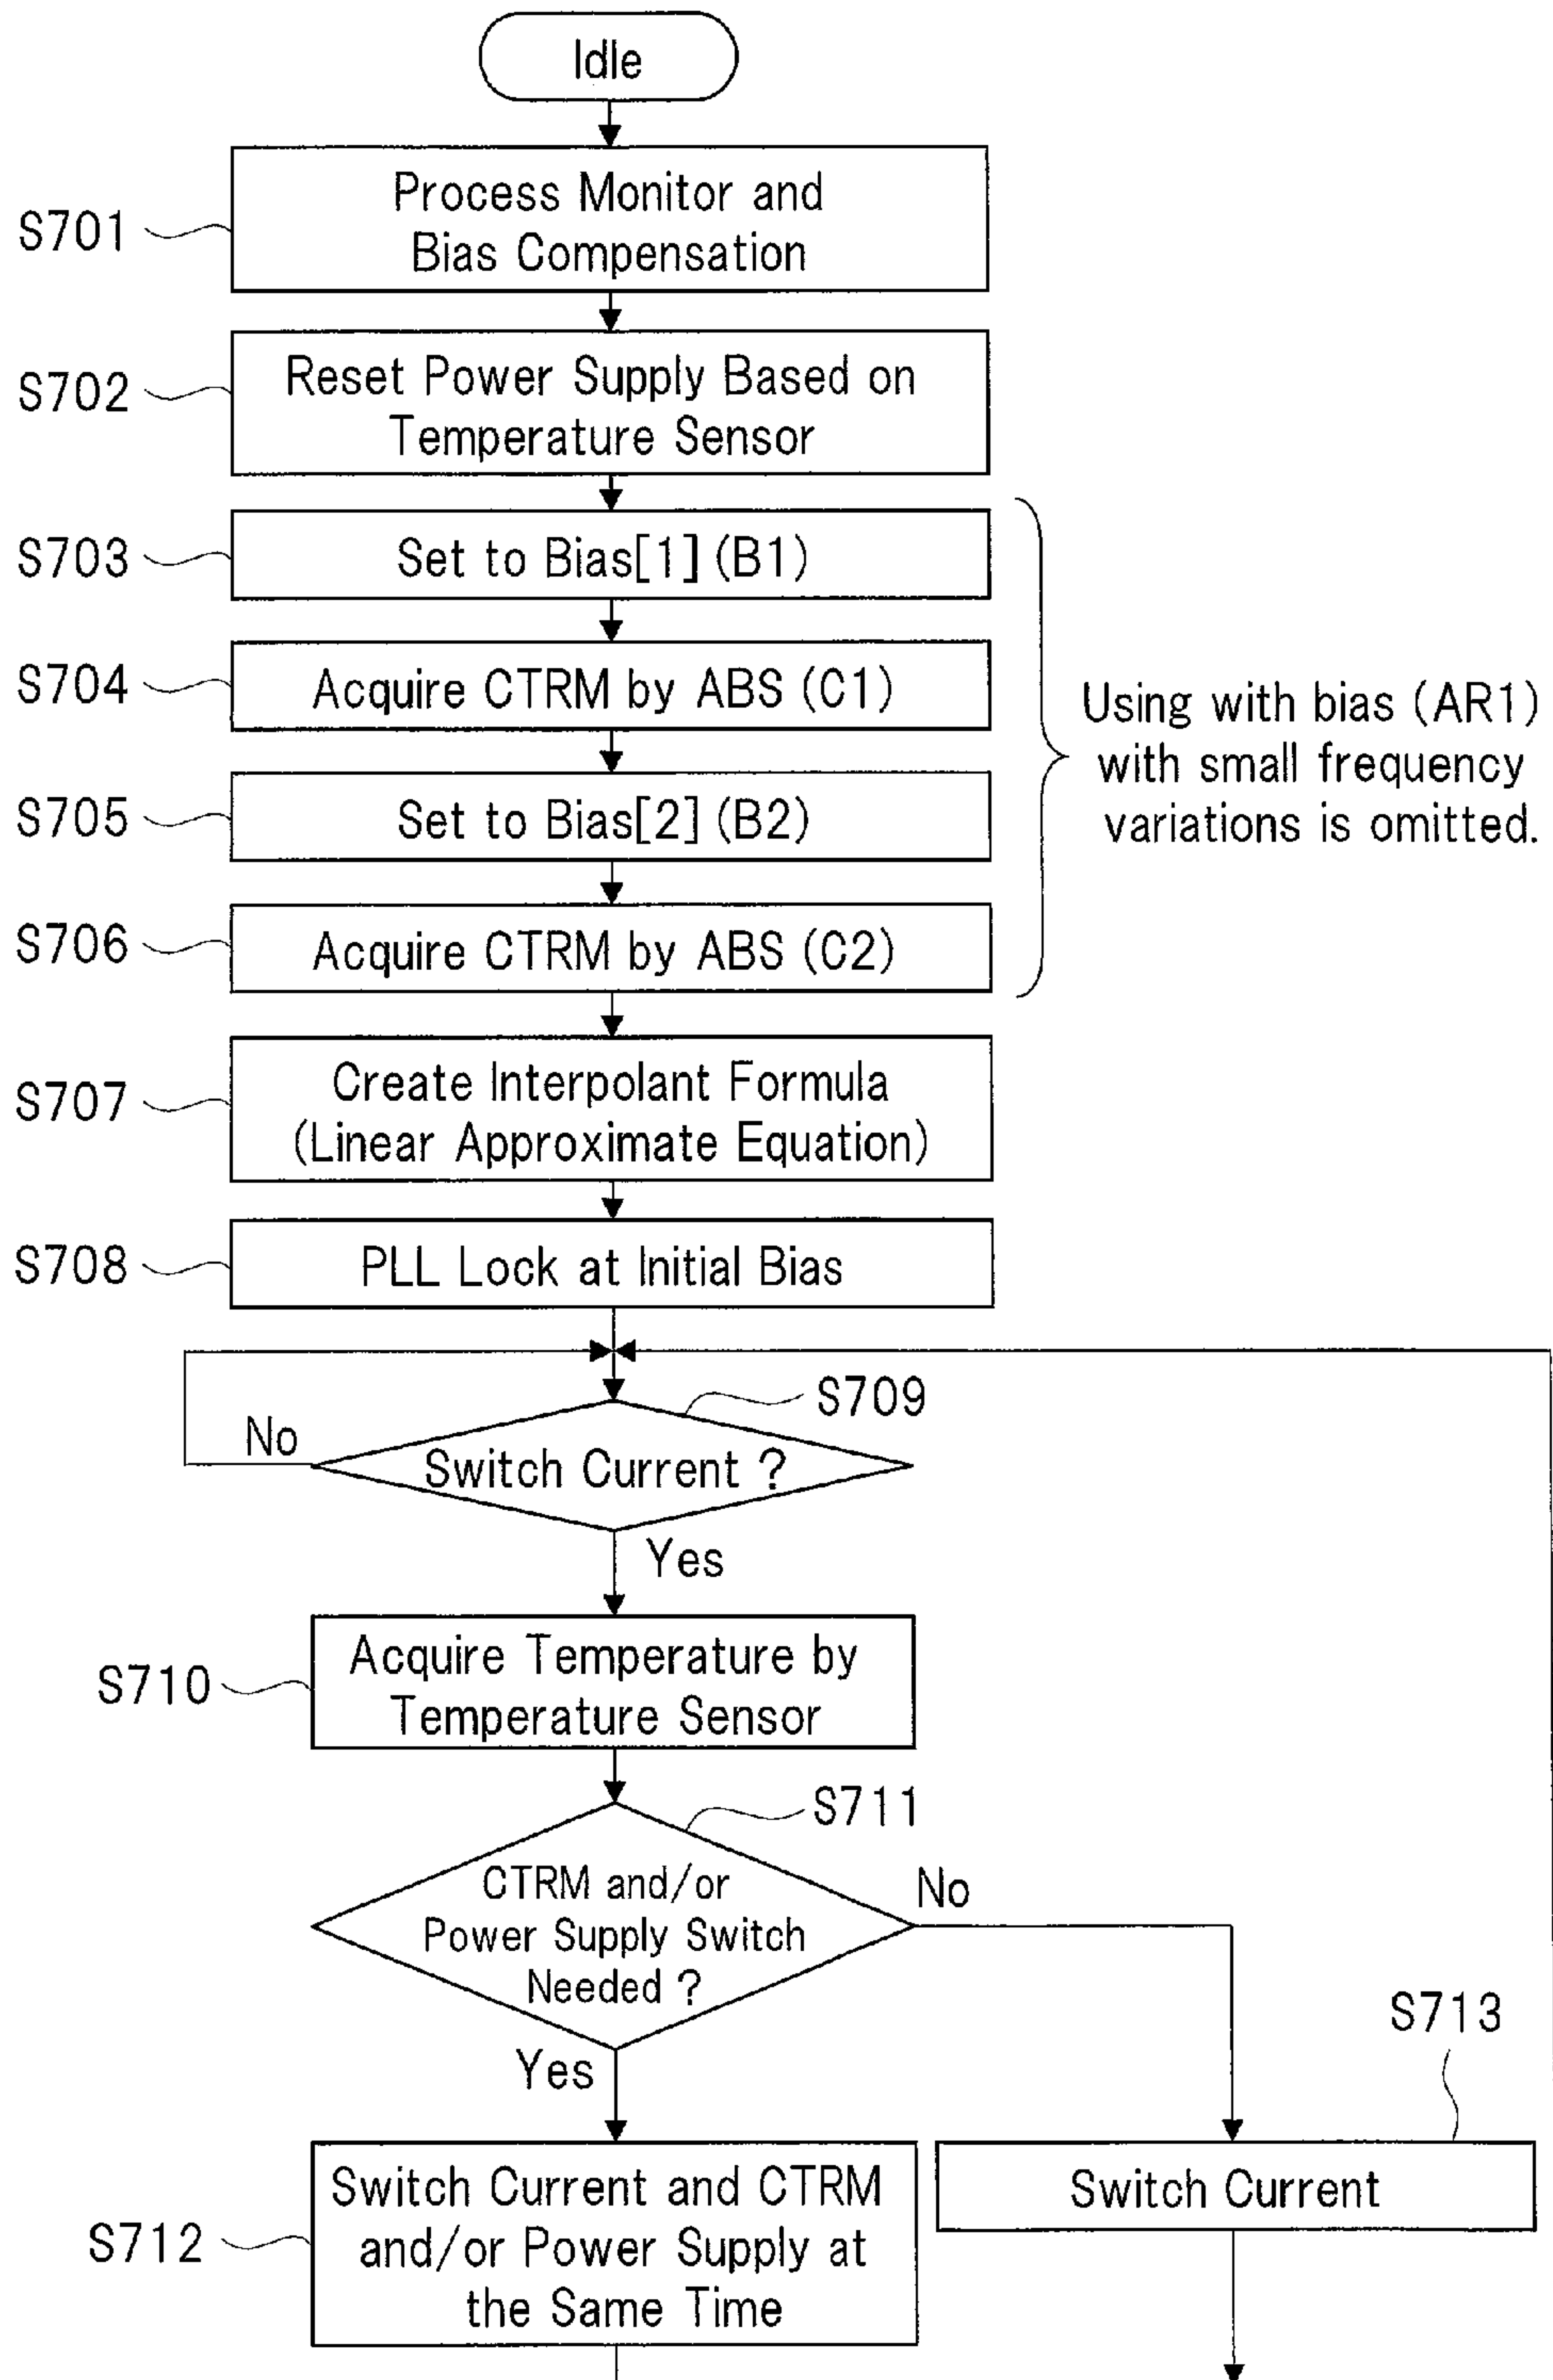 Idle
S701
Process Monitor and
Bias Compensation
S702
Reset Power Supply Based on
Temperature Sensor
S703
Set to Bias[1] (B1)
S704
Acquire CTRM by ABS (C1)
S705
Set to Bias[2] (B2)
S706
Acquire CTRM by ABS (C2)
Using with bias (AR1)
with small frequency
variations is omitted.
S707
Create Interpolant Formula
(Linear Approximate Equation)
S708
PLL Lock at Initial Bias
S709
No
Switch Current ?
Yes
S710
Acquire Temperature by
Temperature Sensor
S711
CTRM and/or
Power Supply Switch
Needed ?
No
Yes
S713
Switch Current
S712
Switch Current and CTRM
and/or Power Supply at
the Same Time